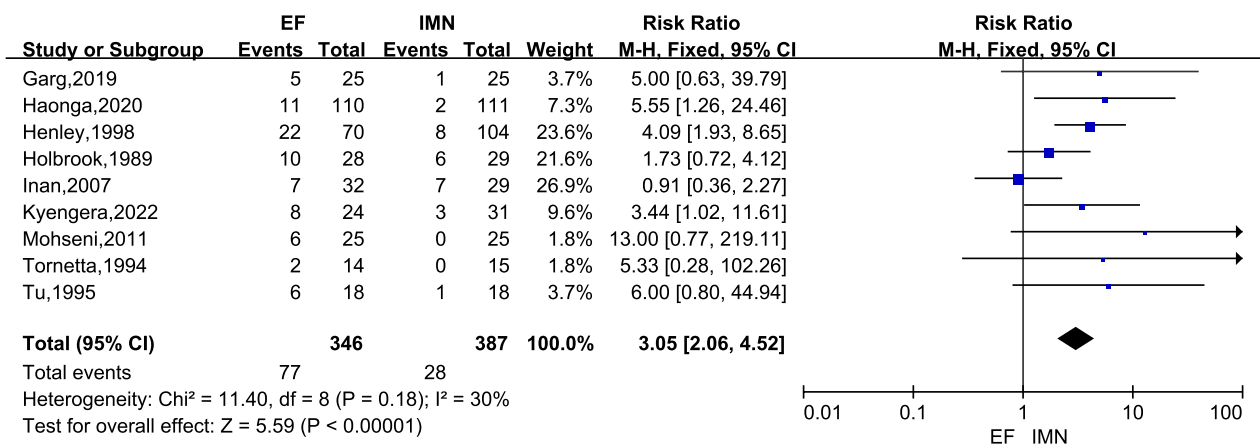 EF IMN Risk Ratio Risk Ratio
Study or Subgroup Events Total Events Total Weight M-H, Fixed, 95% CI M-H, Fixed, 95% CI
Garg,2019 5 25 1 25 3.7% 5.00 [0.63, 39.79]
Haonga,2020 11 110 2 111 7.3% 5.55 [1.26, 24.46]
Henley,1998 22 70 8 104 23.6% 4.09 [1.93, 8.65]
Holbrook,1989 10 28 6 29 21.6% 1.73 [0.72, 4.12]
Inan,2007 7 32 7 29 26.9% 0.91 [0.36, 2.27]
Kyengera,2022 8 24 3 31 9.6% 3.44 [1.02, 11.61]
Mohseni,2011 6 25 0 25 1.8% 13.00 [0.77, 219.11]
Tornetta,1994 2 14 0 15 1.8% 5.33 [0.28, 102.26]
Tu,1995 6 18 1 18 3.7% 6.00 [0.80, 44.94]
Total (95% CI) 346 387 100.0% 3.05 [2.06, 4.52]
Total events 77 28
Heterogeneity: Chi² = 11.40, df = 8 (P = 0.18); I² = 30%
Test for overall effect: Z = 5.59 (P < 0.00001)
0.01 0.1 1 10 100
EF IMN